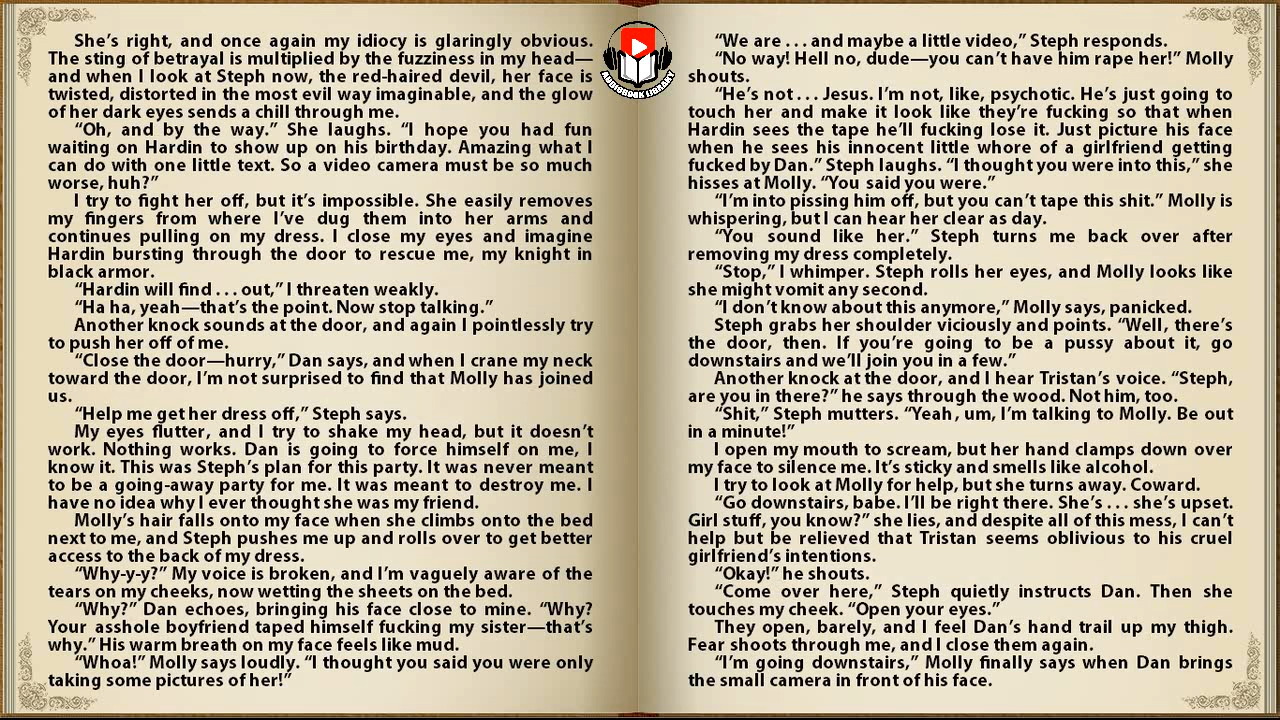 She's right, and once again my idiocy is glaringly obvious.
The sting of betrayal is multiplied by the fuzziness in my head—
and when I look at Steph now, the red-haired devil, her face is
twisted, distorted in the most evil way imaginable, and the glow
of her dark eyes sends a chill through me.
“Oh, and by the way.” She laughs. “I hope you had fun
waiting on Hardin to show up on his birthday. Amazing what I
can do with one little text. So a video camera must be so much
worse, huh?”
I try to fight her off, but it's impossible. She easily removes
my fingers from where I've dug them into her arms and
continues pulling on my dress. I close my eyes and imagine
Hardin bursting through the door to rescue me, my knight in
black armor.
“Hardin will find . . . out,” I threaten weakly.
“Ha ha, yeah—that's the point. Now stop talking.”
Another knock sounds at the door, and again I pointlessly try
to push her off of me.
“Close the door—hurry,” Dan says, and when I crane my neck
toward the door, I'm not surprised to find that Molly has joined
us.
“Help me get her dress off,” Steph says.
My eyes flutter, and I try to shake my head, but it doesn't
work. Nothing works. Dan is going to force himself on me, I
know it. This was Steph's plan for this party. It was never meant
to be a going-away party for me. It was meant to destroy me. I
have no idea why I ever thought she was my friend.
Molly's hair falls onto my face when she climbs onto the bed
next to me, and Steph pushes me up and rolls over to get better
access to the back of my dress.
“Why-y-y?” My voice is broken, and I'm vaguely aware of the
tears on my cheeks, now wetting the sheets on the bed.
“Why?” Dan echoes, bringing his face close to mine. “Why?
Your asshole boyfriend taped himself fucking my sister—that's
why.” His warm breath on my face feels like mud.
“Whoa!” Molly says loudly. “I thought you said you were only
taking some pictures of her!”
AUDIOBOOK LIBRARY
“We are . . . and maybe a little video,” Steph responds.
“No way! Hell no, dude—you can't have him rape her!” Molly
shouts.
“He's not . . . Jesus. I'm not, like, psychotic. He's just going to
touch her and make it look like they're fucking so that when
Hardin sees the tape he'll fucking lose it. Just picture his face
when he sees his innocent little whore of a girlfriend getting
fucked by Dan.” Steph laughs. “I thought you were into this,” she
hisses at Molly. “You said you were.”
“I'm into pissing him off, but you can't tape this shit.” Molly is
whispering, but I can hear her clear as day.
“You sound like her.” Steph turns me back over after
removing my dress completely.
“Stop,” I whimper. Steph rolls her eyes, and Molly looks like
she might vomit any second.
“I don't know about this anymore,” Molly says, panicked.
Steph grabs her shoulder viciously and points. “Well, there's
the door, then. If you're going to be a pussy about it, go
downstairs and we'll join you in a few.”
Another knock at the door, and I hear Tristan's voice. “Steph,
are you in there?” he says through the wood. Not him, too.
“Shit,” Steph mutters. “Yeah, um, I'm talking to Molly. Be out
in a minute!”
I open my mouth to scream, but her hand clamps down over
my face to silence me. It's sticky and smells like alcohol.
I try to look at Molly for help, but she turns away. Coward.
“Go downstairs, babe. I'll be right there. She's . . . she's upset.
Girl stuff, you know?” she lies, and despite all of this mess, I can't
help but be relieved that Tristan seems oblivious to his cruel
girlfriend's intentions.
“Okay!” he shouts.
“Come over here,” Steph quietly instructs Dan. Then she
touches my cheek. “Open your eyes.”
They open, barely, and I feel Dan's hand trail up my thigh.
Fear shoots through me, and I close them again.
“I'm going downstairs,” Molly finally says when Dan brings
the small camera in front of his face.